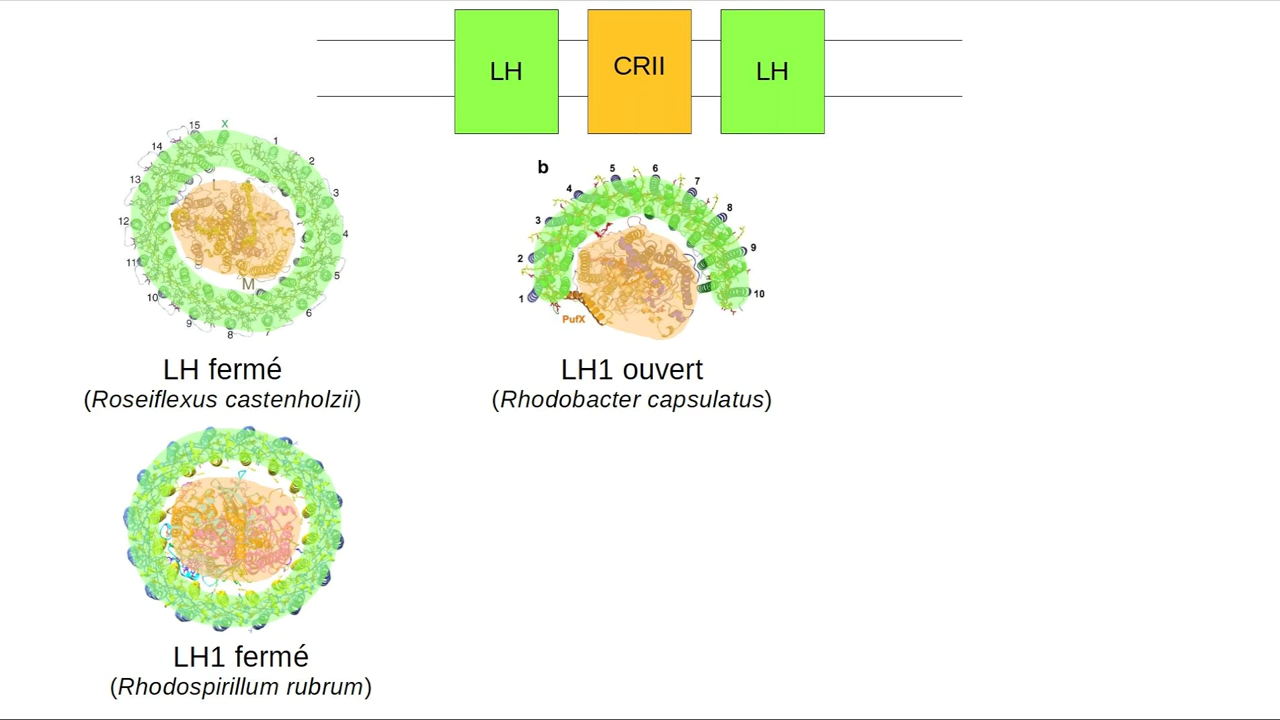 LH
CRII
LH
15
X
1
14
2
L
13
3
12
4
11
5
M
10
6
9
8
7
b
5
6
4
7
3
8
2
9
1
10
PufX
LH fermé
(Roseiflexus castenholzii)
LH1 ouvert
(Rhodobacter capsulatus)
LH1 fermé
(Rhodospirillum rubrum)